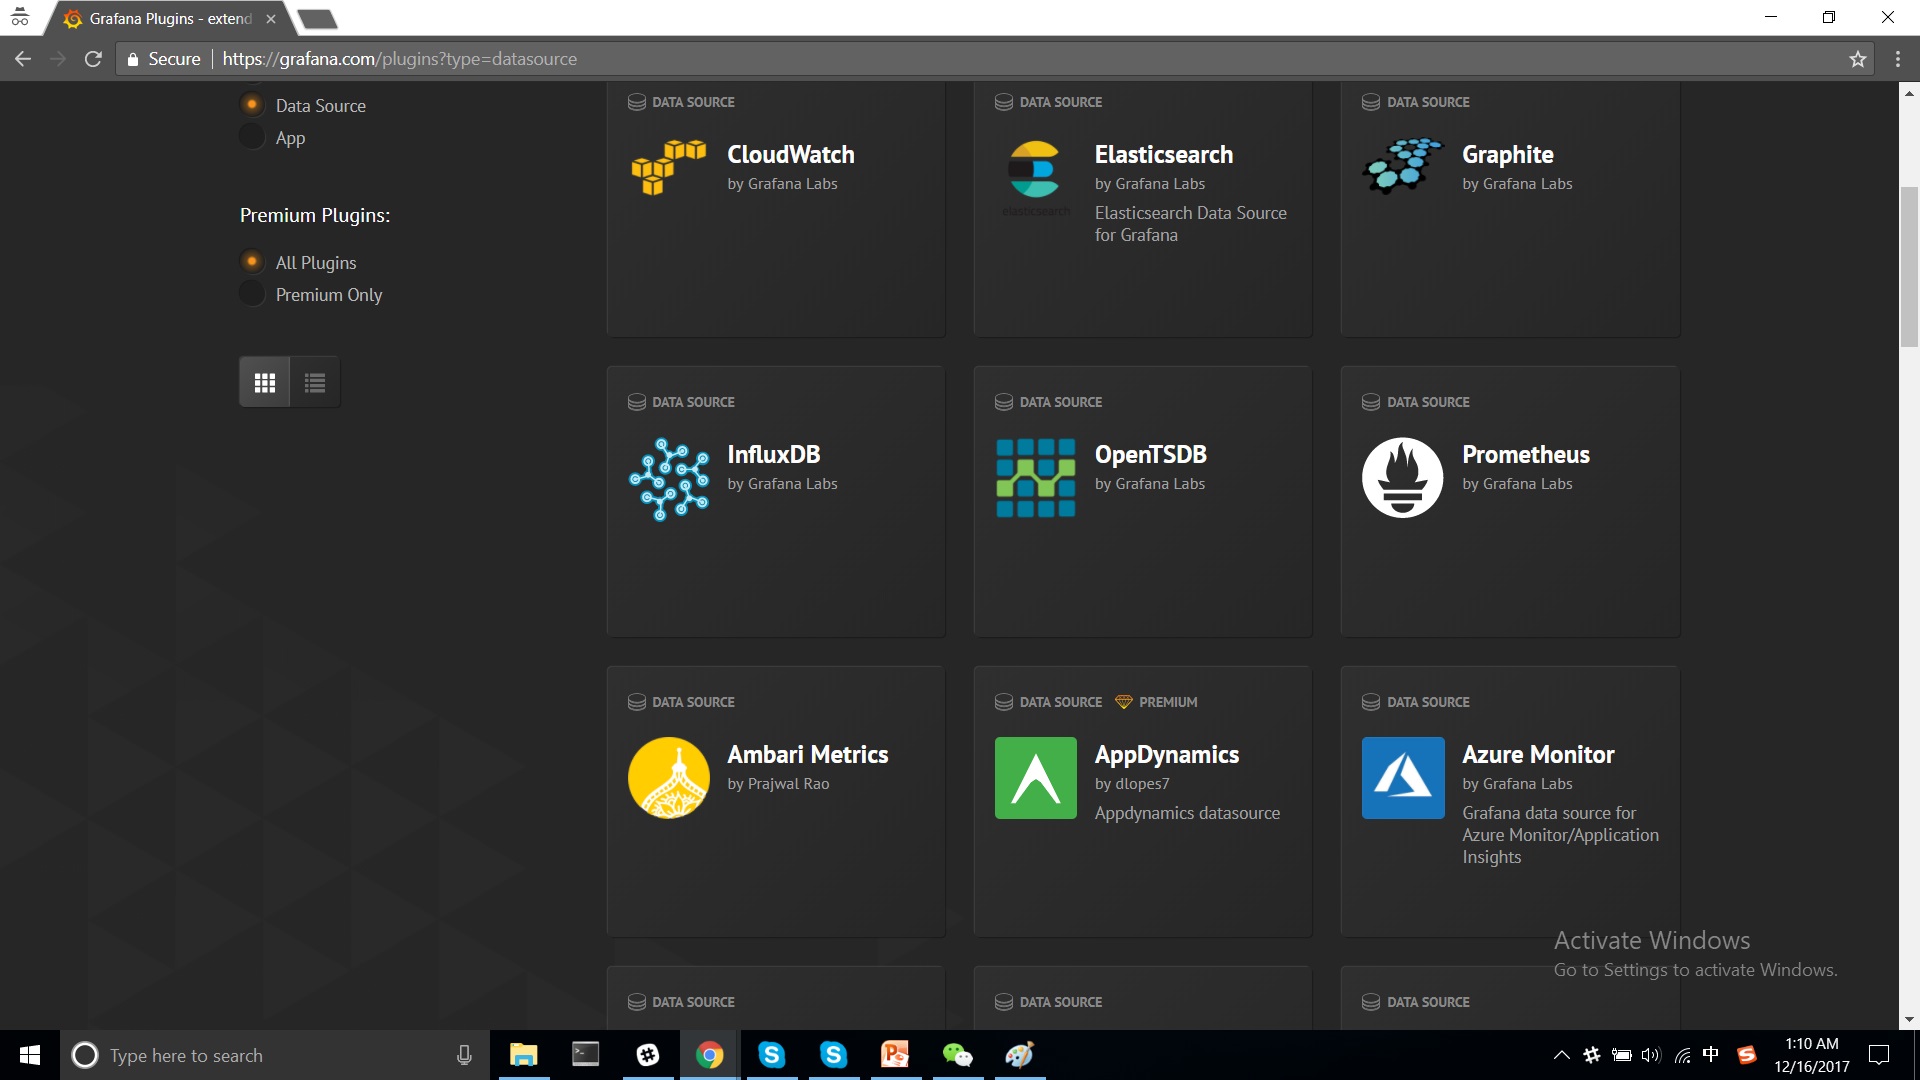 Grafana Plugins - extend
Secure
https://grafana.com/plugins?type=datasource
Data Source
App
Premium Plugins:
All Plugins
Premium Only
DATA SOURCE
CloudWatch
by Grafana Labs
DATA SOURCE
elasticsearch
Elasticsearch
by Grafana Labs
Elasticsearch Data Source
for Grafana
DATA SOURCE
Graphite
by Grafana Labs
DATA SOURCE
InfluxDB
by Grafana Labs
DATA SOURCE
OpenTSDB
by Grafana Labs
DATA SOURCE
Prometheus
by Grafana Labs
DATA SOURCE
Ambari Metrics
by Prajwal Rao
DATA SOURCE PREMIUM
AppDynamics
by dlopes7
Appdynamics datasource
DATA SOURCE
Azure Monitor
by Grafana Labs
Grafana data source for
Azure Monitor/Application
Insights
DATA SOURCE
DATA SOURCE
DATA SOURCE
Activate Windows
Go to Settings to activate Windows.
Type here to search
中
1:10 AM
12/16/2017